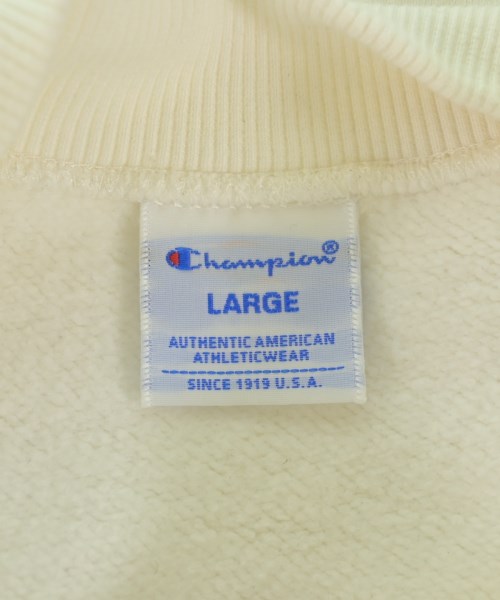 Champion®
LARGE
AUTHENTIC AMERICAN
ATHLETICWEAR
SINCE 1919 U.S.A.